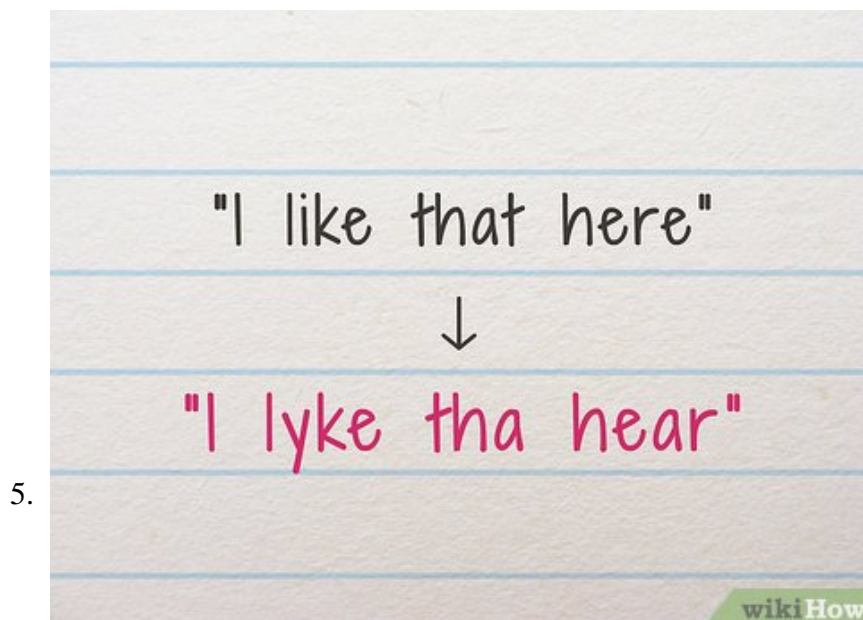 "I like that here"
↓
"I lyke tha hear"
5.
wikiHow